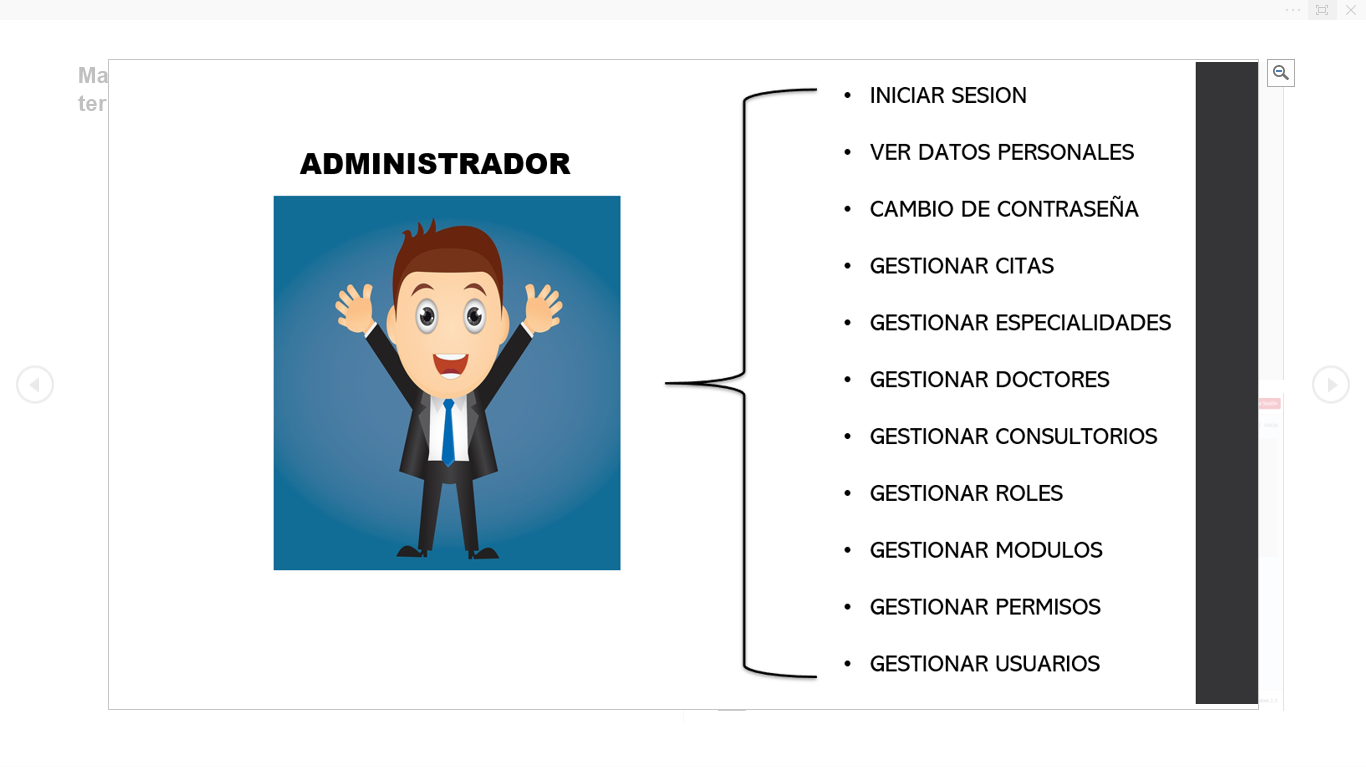 Ma
ter
ADMINISTRADOR
• INICIAR SESION
• VER DATOS PERSONALES
• CAMBIO DE CONTRASEÑA
• GESTIONAR CITAS
• GESTIONAR ESPECIALIDADES
• GESTIONAR DOCTORES
• GESTIONAR CONSULTORIOS
• GESTIONAR ROLES
• GESTIONAR MODULOS
• GESTIONAR PERMISOS
• GESTIONAR USUARIOS